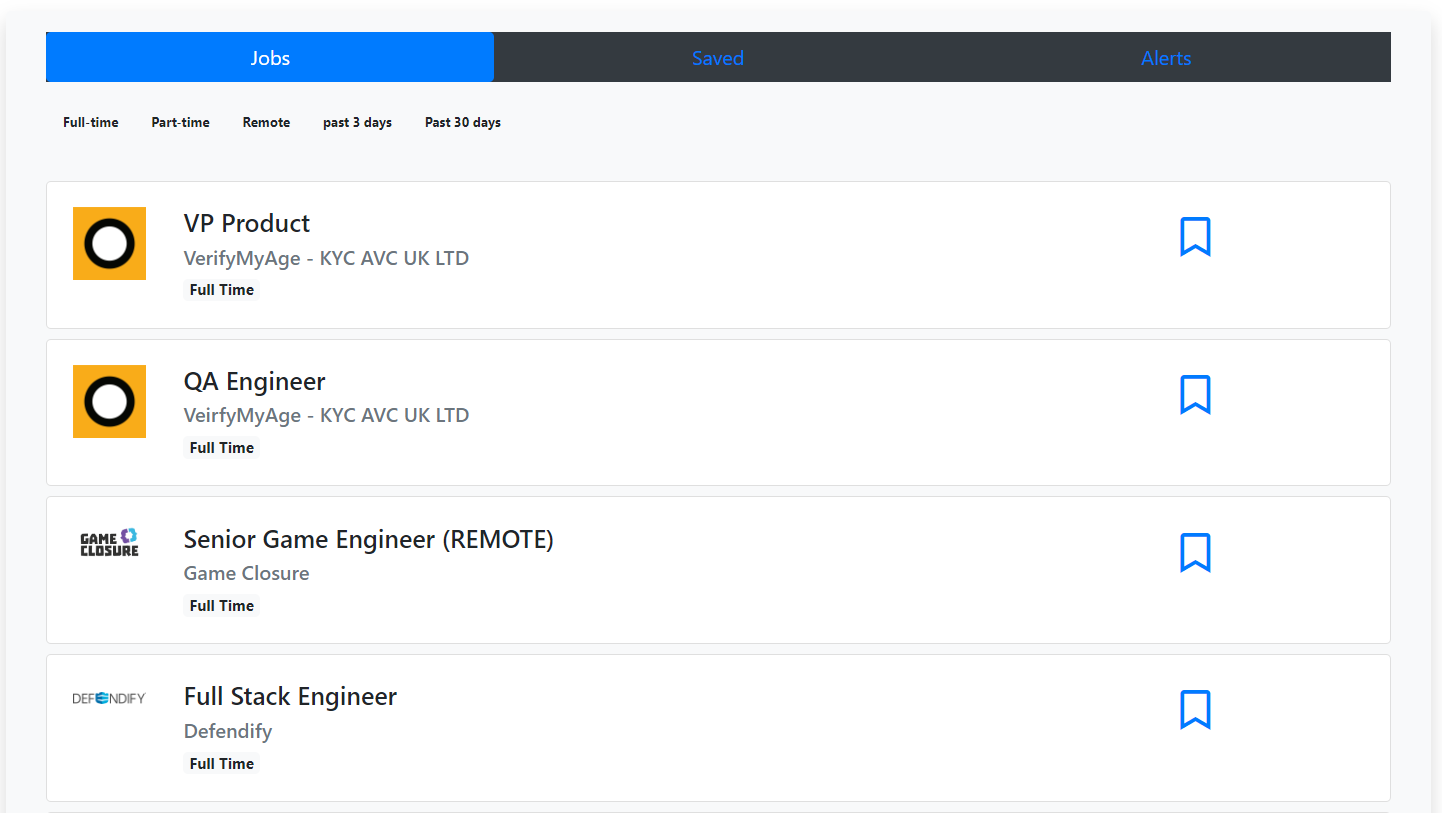 Jobs
Saved
Alerts
Full-time
Part-time
Remote
past 3 days
Past 30 days
VP Product
VerifyMyAge - KYC AVC UK LTD
Full Time
QA Engineer
VeirfyMyAge - KYC AVC UK LTD
Full Time
GAME
CLOSURE
Senior Game Engineer (REMOTE)
Game Closure
Full Time
DEFENDIFY
Full Stack Engineer
Defendify
Full Time